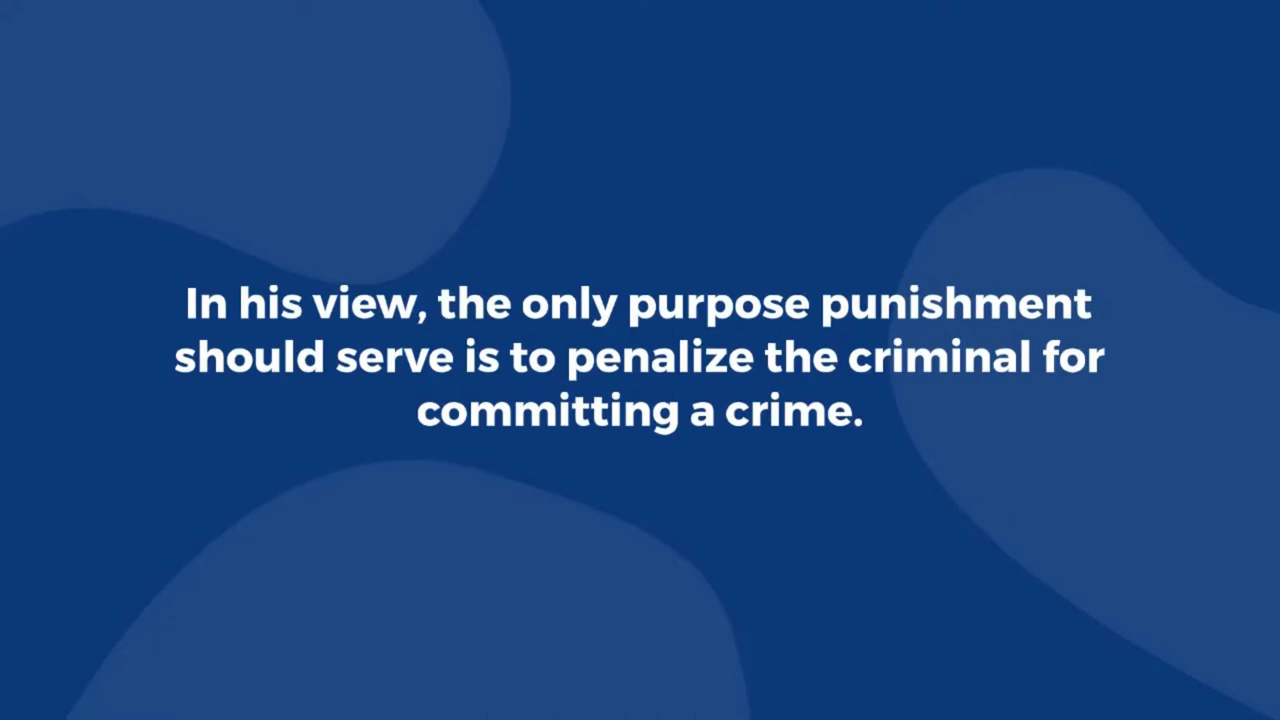 In his view, the only purpose punishment
should serve is to penalize the criminal for
committing a crime.